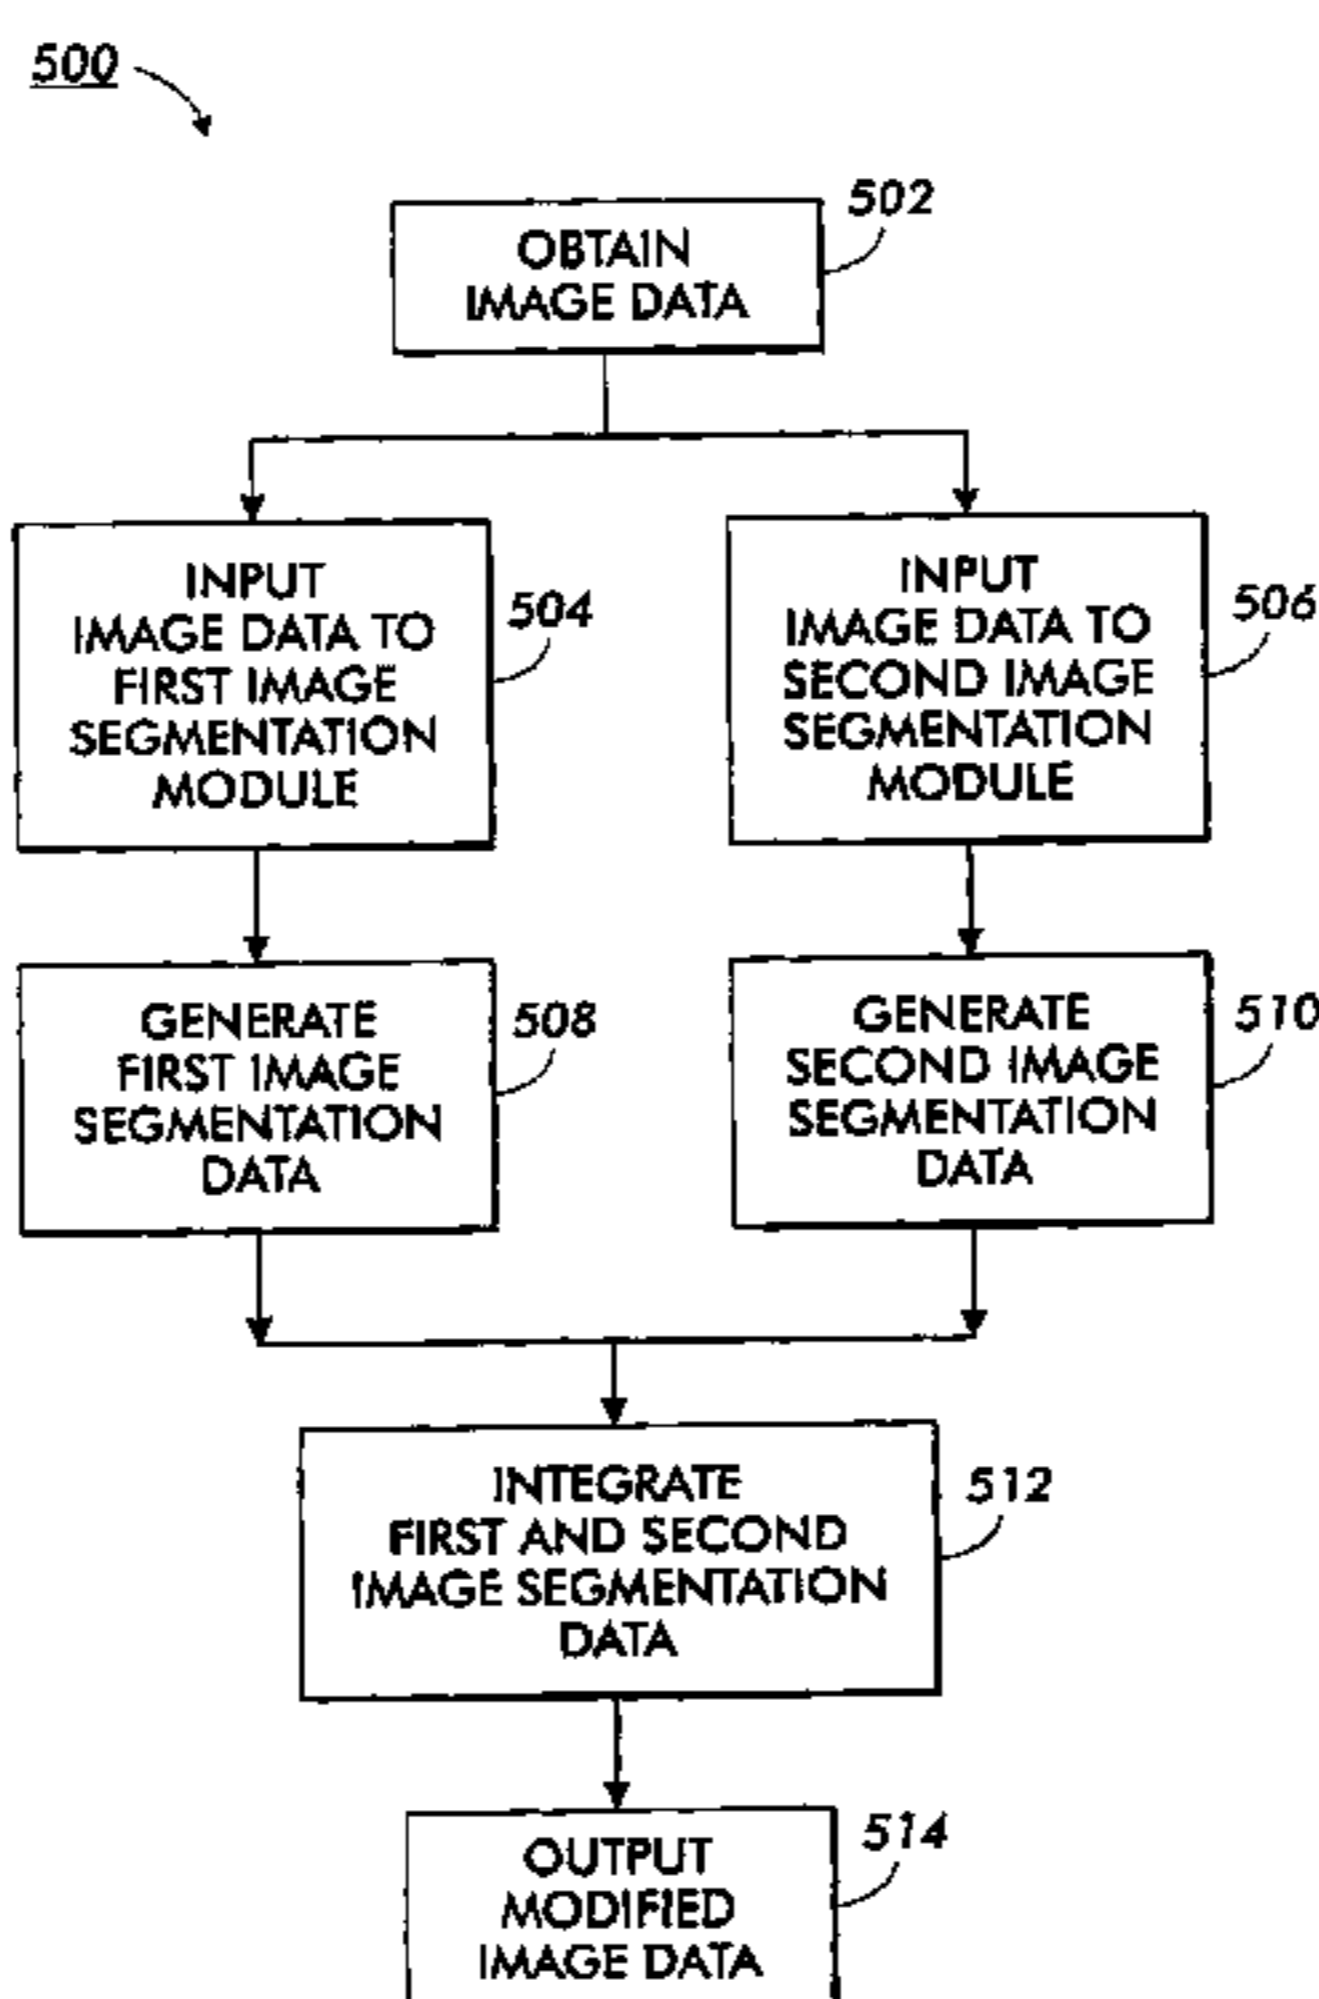 500
502
OBTAIN
IMAGE DATA
INPUT
IMAGE DATA TO
FIRST IMAGE
SEGMENTATION
MODULE
504
INPUT
IMAGE DATA TO
SECOND IMAGE
SEGMENTATION
MODULE
506
GENERATE
FIRST IMAGE
SEGMENTATION
DATA
508
GENERATE
SECOND IMAGE
SEGMENTATION
DATA
510
INTEGRATE
FIRST AND SECOND
IMAGE SEGMENTATION
DATA
512
OUTPUT
MODIFIED
IMAGE DATA
514